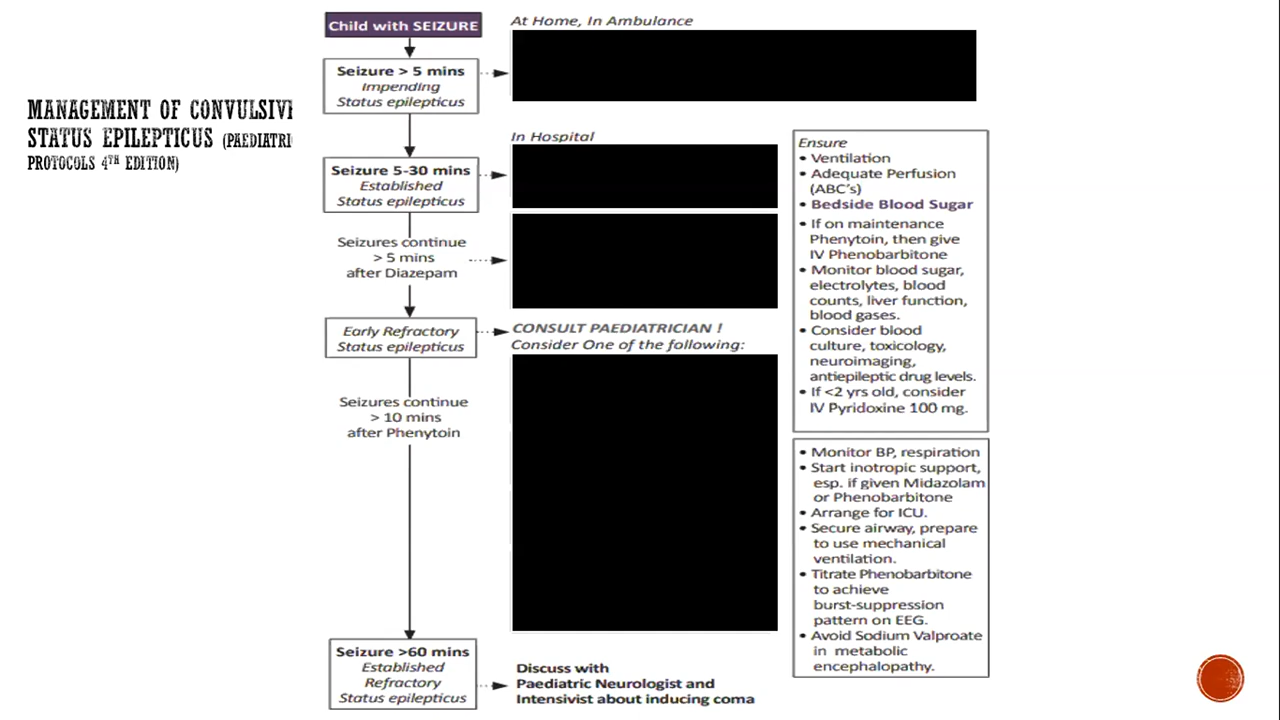 MANAGEMENT OF CONVULSIVE
STATUS EPILEPTICUS (PAEDIATRI
PROTOCOLS 4TH EDITION)
Child with SEIZURE
At Home, In Ambulance
Seizure > 5 mins
Impending
Status epilepticus
In Hospital
Seizure 5-30 mins
Established
Status epilepticus
Seizures continue
> 5 mins
after Diazepam
Early Refractory
Status epilepticus
CONSULT PAEDIATRICIAN !
Consider One of the following:
Seizures continue
> 10 mins
after Phenytoin
Seizure >60 mins
Established
Refractory
Status epilepticus
Discuss with
Paediatric Neurologist and
Intensivist about inducing coma
Ensure
• Ventilation
• Adequate Perfusion
(ABC's)
• Bedside Blood Sugar
• If on maintenance
Phenytoin, then give
IV Phenobarbitone
• Monitor blood sugar,
electrolytes, blood
counts, liver function,
blood gases.
• Consider blood
culture, toxicology,
neuroimaging,
antiepileptic drug levels.
• If <2 yrs old, consider
IV Pyridoxine 100 mg.
• Monitor BP, respiration
• Start inotropic support,
esp. if given Midazolam
or Phenobarbitone
• Arrange for ICU.
• Secure airway, prepare
to use mechanical
ventilation.
• Titrate Phenobarbitone
to achieve
burst-suppression
pattern on EEG.
• Avoid Sodium Valproate
in metabolic
encephalopathy.